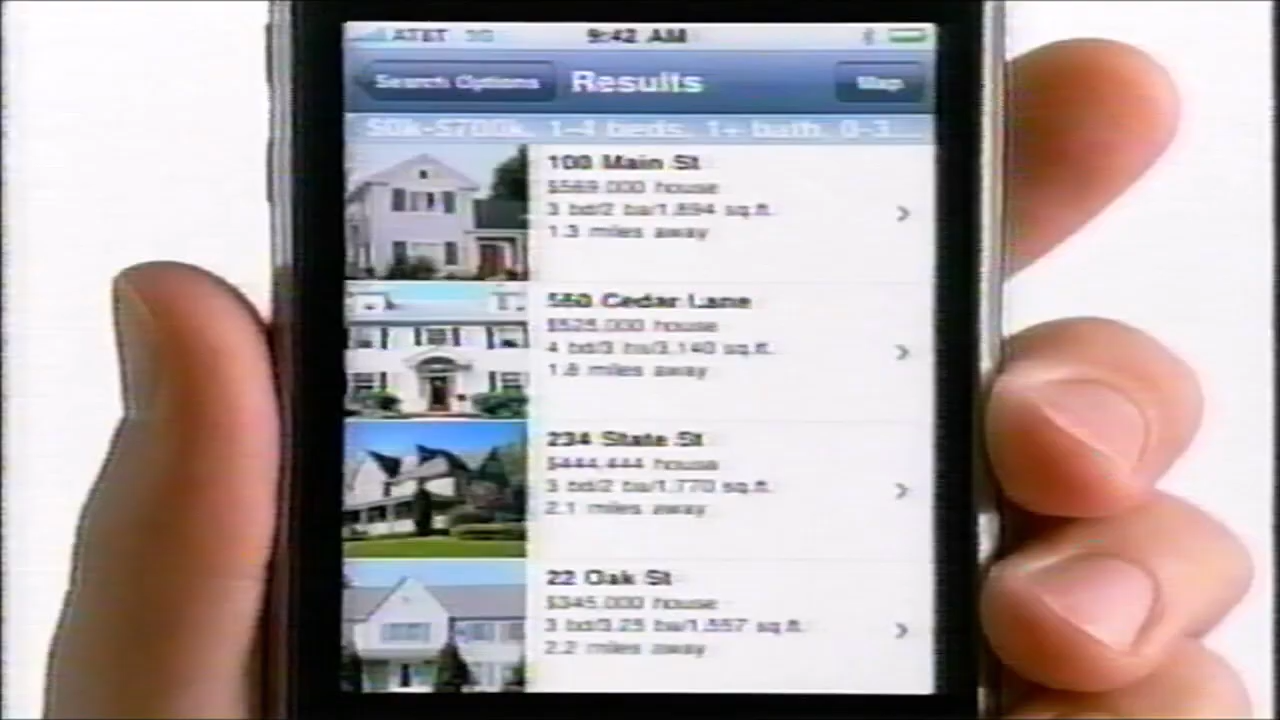 AT&T 3G 9:42 AM
Search Options Results Map
$0k-$700k, 1-4 beds, 1+ bath, 0-3...
100 Main St
$569,000 house
3 bd/2 ba/1,894 sq.ft.
1.3 miles away
560 Cedar Lane
$525,000 house
4 bd/3 ba/3,140 sq.ft.
1.8 miles away
234 State St
$444,444 house
3 bd/2 ba/1,770 sq.ft.
2.1 miles away
22 Oak St
$345,000 house
3 bd/3.25 ba/1,557 sq.ft.
2.2 miles away